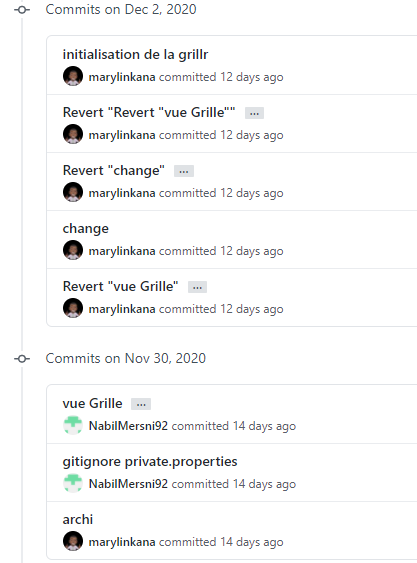 Commits on Dec 2, 2020
initialisation de la grillr
marylinkana committed 12 days ago
Revert "Revert "vue Grille"" ...
marylinkana committed 12 days ago
Revert "change" ...
marylinkana committed 12 days ago
change
marylinkana committed 12 days ago
Revert "vue Grille" ...
marylinkana committed 12 days ago
Commits on Nov 30, 2020
vue Grille ...
NabilMersni92 committed 14 days ago
gitignore private.properties
NabilMersni92 committed 14 days ago
archi
marylinkana committed 14 days ago